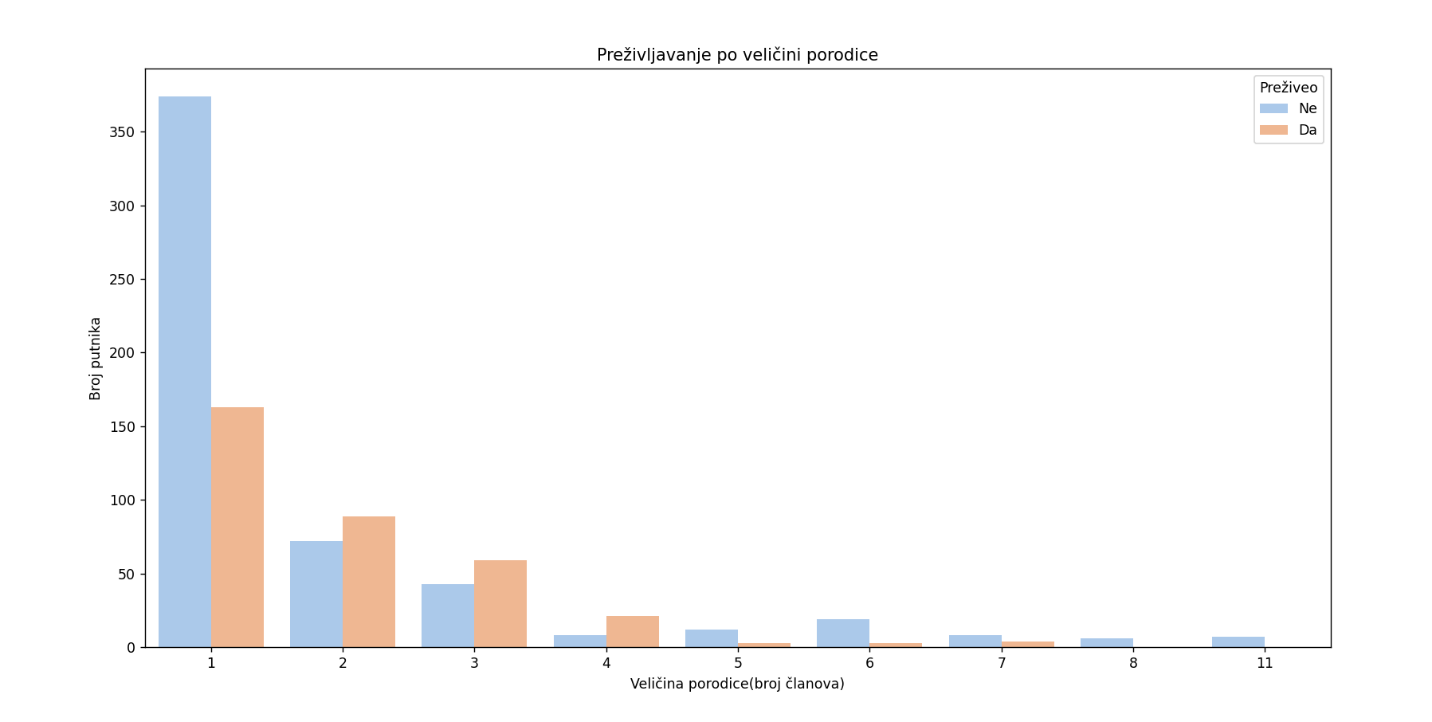 Preživljavanje po veličini porodice
Preživeo
Ne
Da
350
300
250
200
150
100
50
0
Broj putnika
1 2 3 4 5 6 7 8 11
Veličina porodice(broj članova)